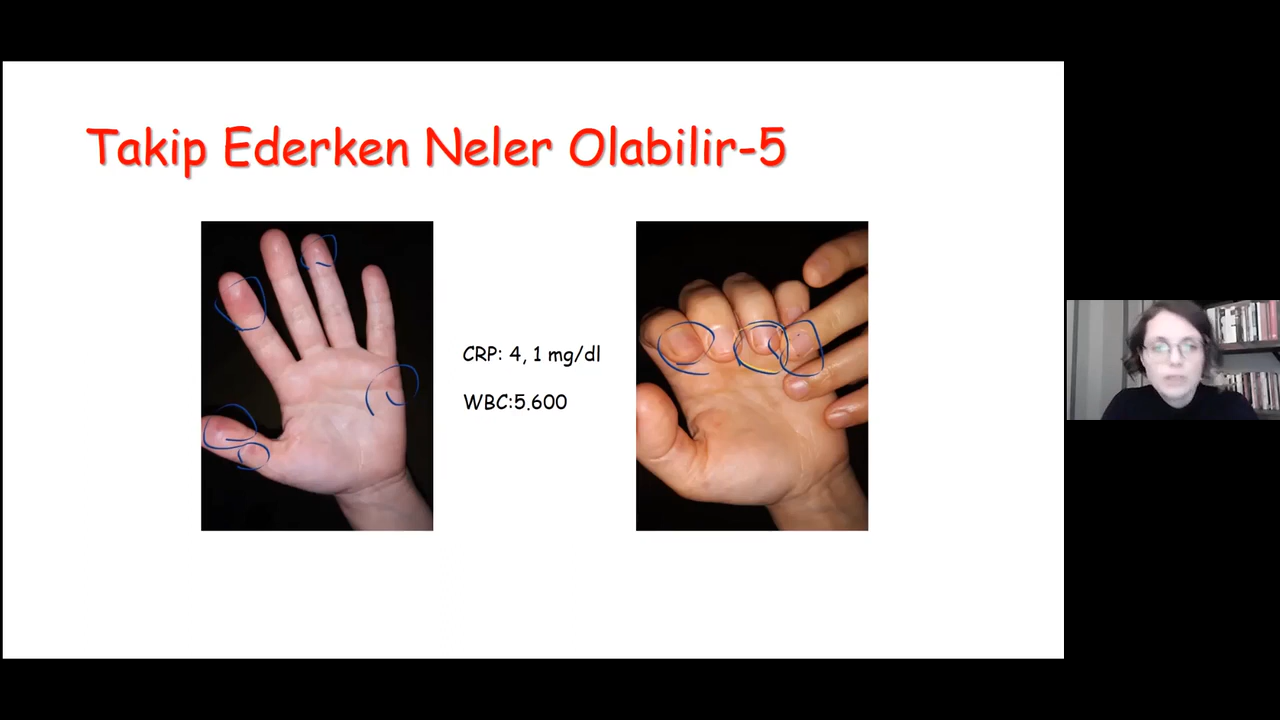 Takip Ederken Neler Olabilir-5
CRP: 4, 1 mg/dl
WBC:5.600